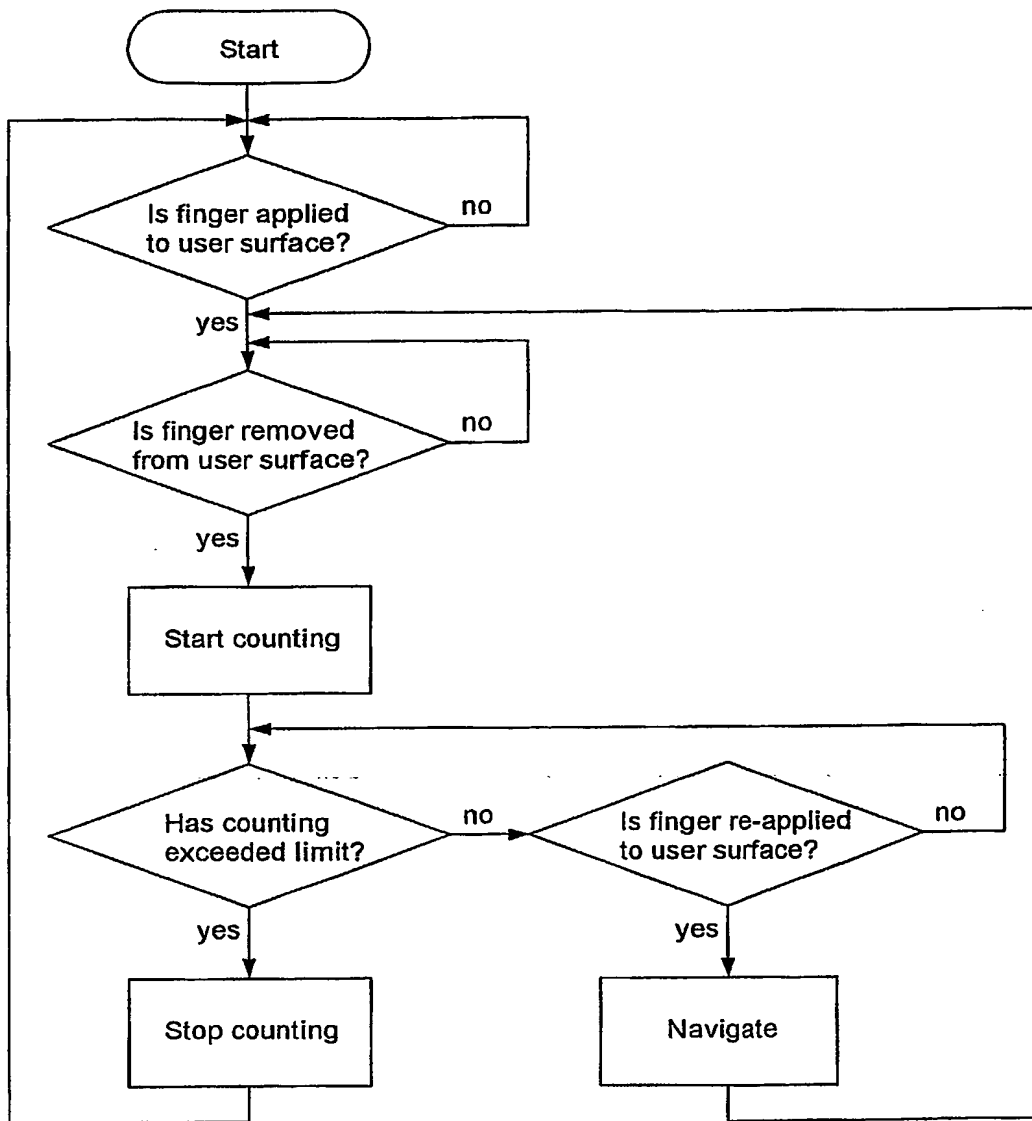 Start
Is finger applied
to user surface?
no
yes
Is finger removed
from user surface?
no
yes
Start counting
Has counting
exceeded limit?
no
Is finger re-applied
to user surface?
no
yes
yes
Stop counting
Navigate